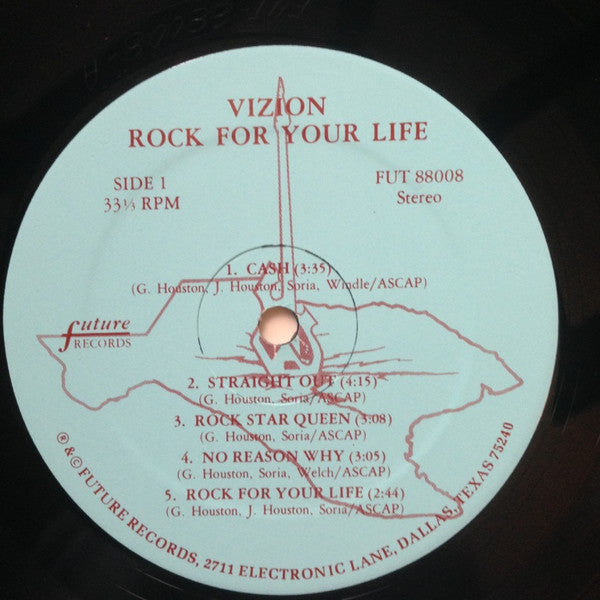 VIZION
ROCK FOR YOUR LIFE
SIDE 1
33⅓ RPM
FUT 88008
Stereo
1. CASH (3:35)
(G. Houston, J. Houston, Soria, Windle/ASCAP)
future
RECORDS
2. STRAIGHT OUT (4:15)
(G. Houston, Soria/ASCAP)
3. ROCK STAR QUEEN (3:08)
(G. Houston, Soria/ASCAP)
4. NO REASON WHY (3:05)
(G. Houston, Soria, Welch/ASCAP)
5. ROCK FOR YOUR LIFE (2:44)
(G. Houston, J. Houston, Soria/ASCAP)
℗ & © FUTURE RECORDS, 2711 ELECTRONIC LANE, DALLAS, TEXAS 75240